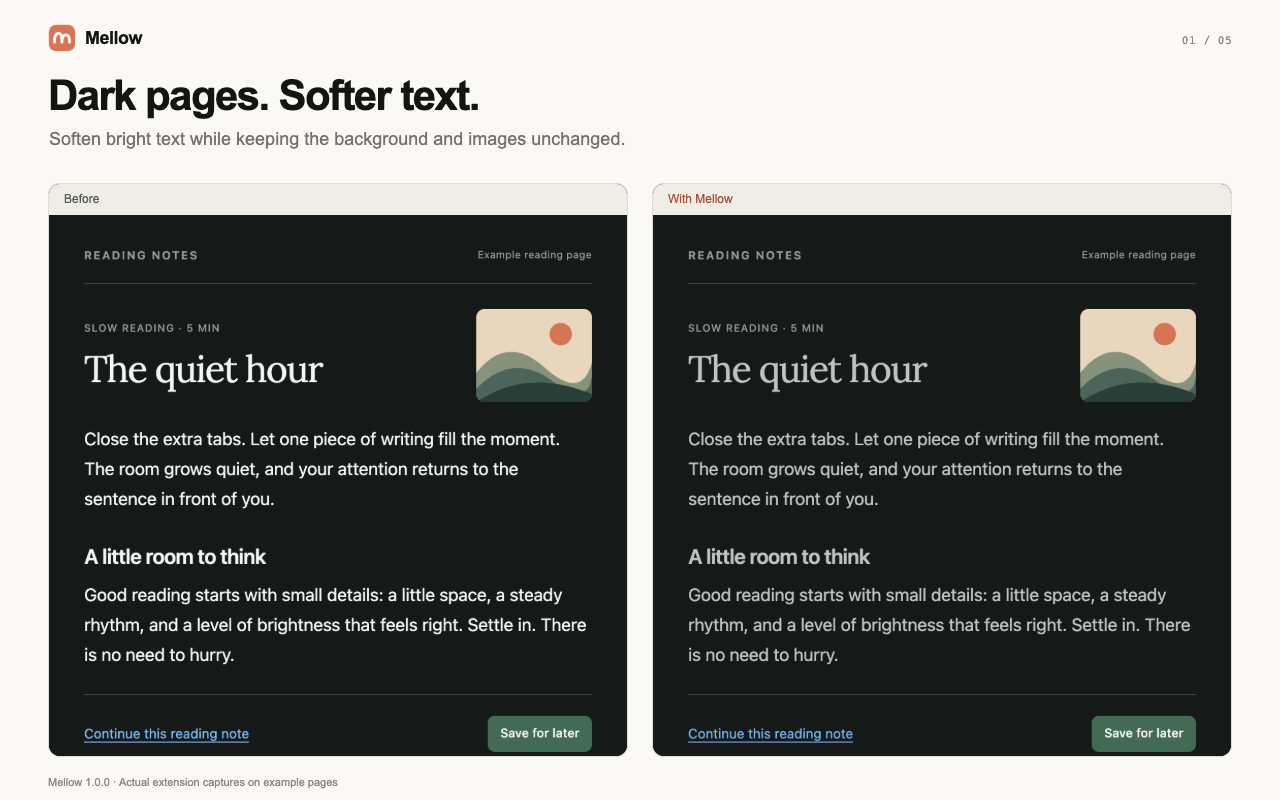 Mellow
01 / 05
Dark pages. Softer text.
Soften bright text while keeping the background and images unchanged.
Before
READING NOTES
Example reading page
SLOW READING · 5 MIN
The quiet hour
Close the extra tabs. Let one piece of writing fill the moment.
The room grows quiet, and your attention returns to the
sentence in front of you.
A little room to think
Good reading starts with small details: a little space, a steady
rhythm, and a level of brightness that feels right. Settle in. There
is no need to hurry.
Continue this reading note
Save for later
With Mellow
READING NOTES
Example reading page
SLOW READING · 5 MIN
The quiet hour
Close the extra tabs. Let one piece of writing fill the moment.
The room grows quiet, and your attention returns to the
sentence in front of you.
A little room to think
Good reading starts with small details: a little space, a steady
rhythm, and a level of brightness that feels right. Settle in. There
is no need to hurry.
Continue this reading note
Save for later
Mellow 1.0.0 · Actual extension captures on example pages